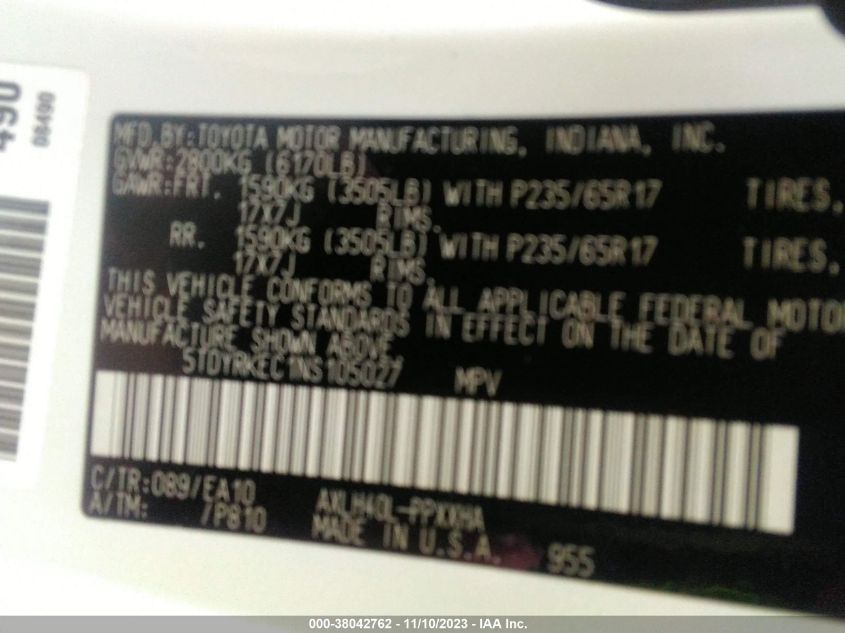 490
08490
MFD.BY:TOYOTA MOTOR MANUFACTURING, INDIANA, INC.
GVWR:2800KG (6170LB)
GAWR:FRT. 1590KG (3505LB) WITH P235/65R17 TIRES,
17X7J RIMS.
RR. 1590KG (3505LB) WITH P235/65R17 TIRES,
17X7J RIMS.
THIS VEHICLE CONFORMS TO ALL APPLICABLE FEDERAL MOTOR
VEHICLE SAFETY STANDARDS IN EFFECT ON THE DATE OF
MANUFACTURE SHOWN ABOVE.
5TDYRKEC1NS105027 MPV
C/TR:089/EA10 AXLH40L-PPXXHA
A/TM: /P810 MADE IN U.S.A. 955
000-38042762 - 11/10/2023 - IAA Inc.